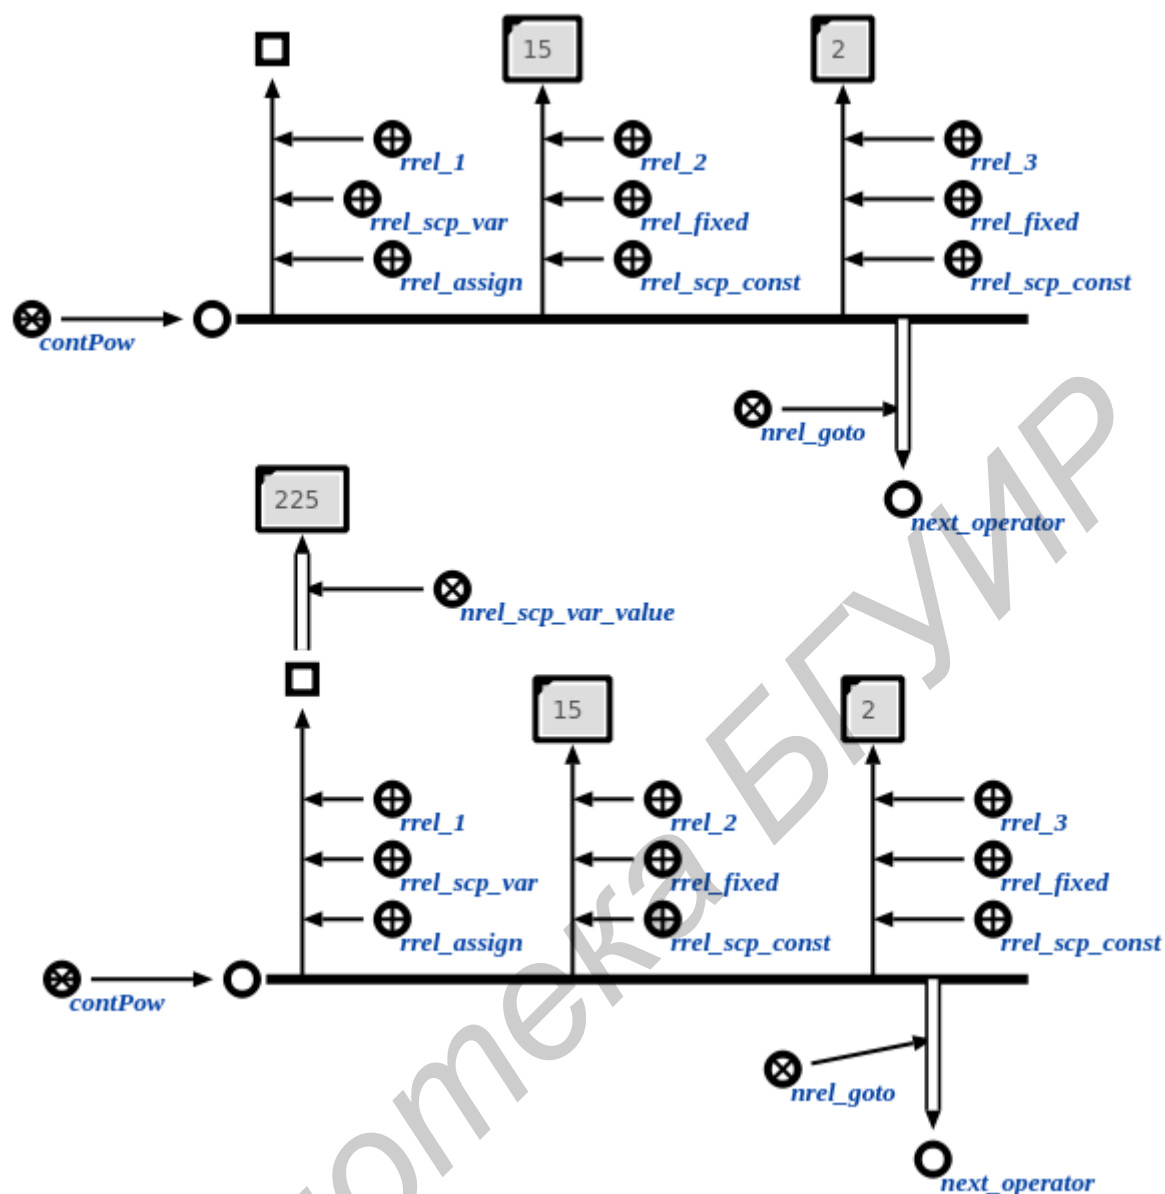 15 2
rrel_1 rrel_2 rrel_3
rrel_scp_var rrel_fixed rrel_fixed
rrel_assign rrel_scp_const rrel_scp_const
contPow
nrel_goto
225
next_operator
nrel_scp_var_value
15 2
rrel_1 rrel_2 rrel_3
rrel_scp_var rrel_fixed rrel_fixed
rrel_assign rrel_scp_const rrel_scp_const
contPow
nrel_goto
next_operator
отека БГУИР